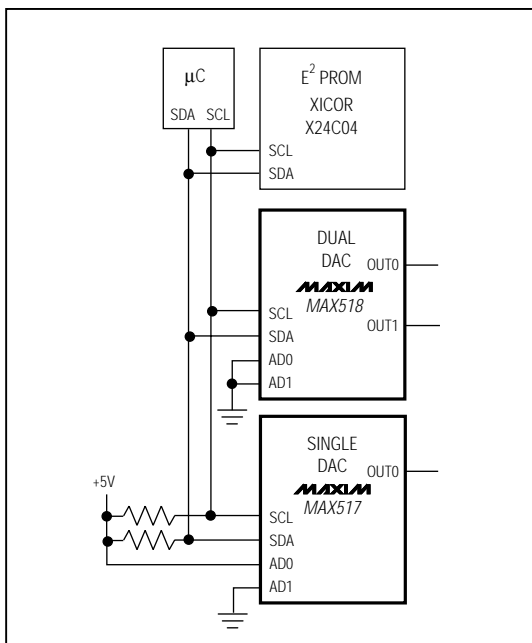 µC
SDA SCL
E² PROM
XICOR
X24C04
SCL
SDA
DUAL
DAC
MAXIM
MAX518
OUT0
OUT1
SCL
SDA
AD0
AD1
SINGLE
DAC
MAXIM
MAX517
OUT0
+5V
SCL
SDA
AD0
AD1